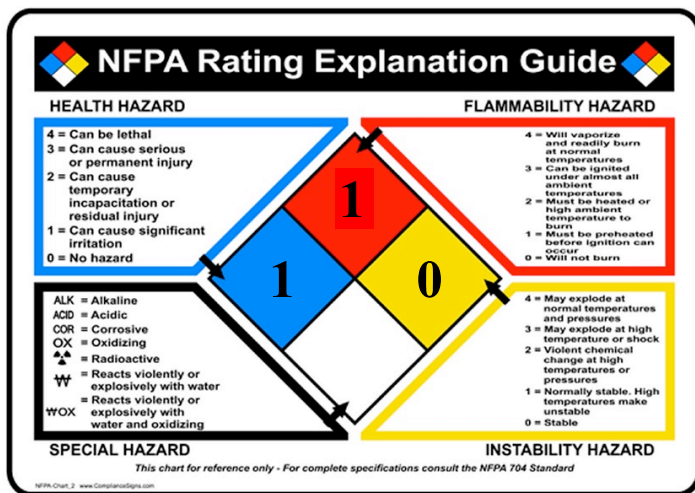 NFPA Rating Explanation Guide
HEALTH HAZARD
4 = Can be lethal
3 = Can cause serious
or permanent injury
2 = Can cause
temporary
incapacitation or
residual injury
1 = Can cause significant
irritation
0 = No hazard
FLAMMABILITY HAZARD
4 = Will vaporize
and readily burn
at normal
temperatures
3 = Can be ignited
under almost all
ambient
temperatures
2 = Must be heated or
high ambient
temperature to
burn
1 = Must be preheated
before ignition can
occur
0 = Will not burn
1
1
0
ALK = Alkaline
ACID = Acidic
COR = Corrosive
OX = Oxidizing
☢ = Radioactive
W̶ = Reacts violently or
explosively with water
W̶OX = Reacts violently or
explosively with
water and oxidizing
SPECIAL HAZARD
4 = May explode at
normal temperatures
and pressures
3 = May explode at high
temperature or shock
2 = Violent chemical
change at high
temperatures or
pressures
1 = Normally stable. High
temperatures make
unstable
0 = Stable
INSTABILITY HAZARD
This chart for reference only - For complete specifications consult the NFPA 704 Standard
NFPA-Chart_2 www.ComplianceSigns.com